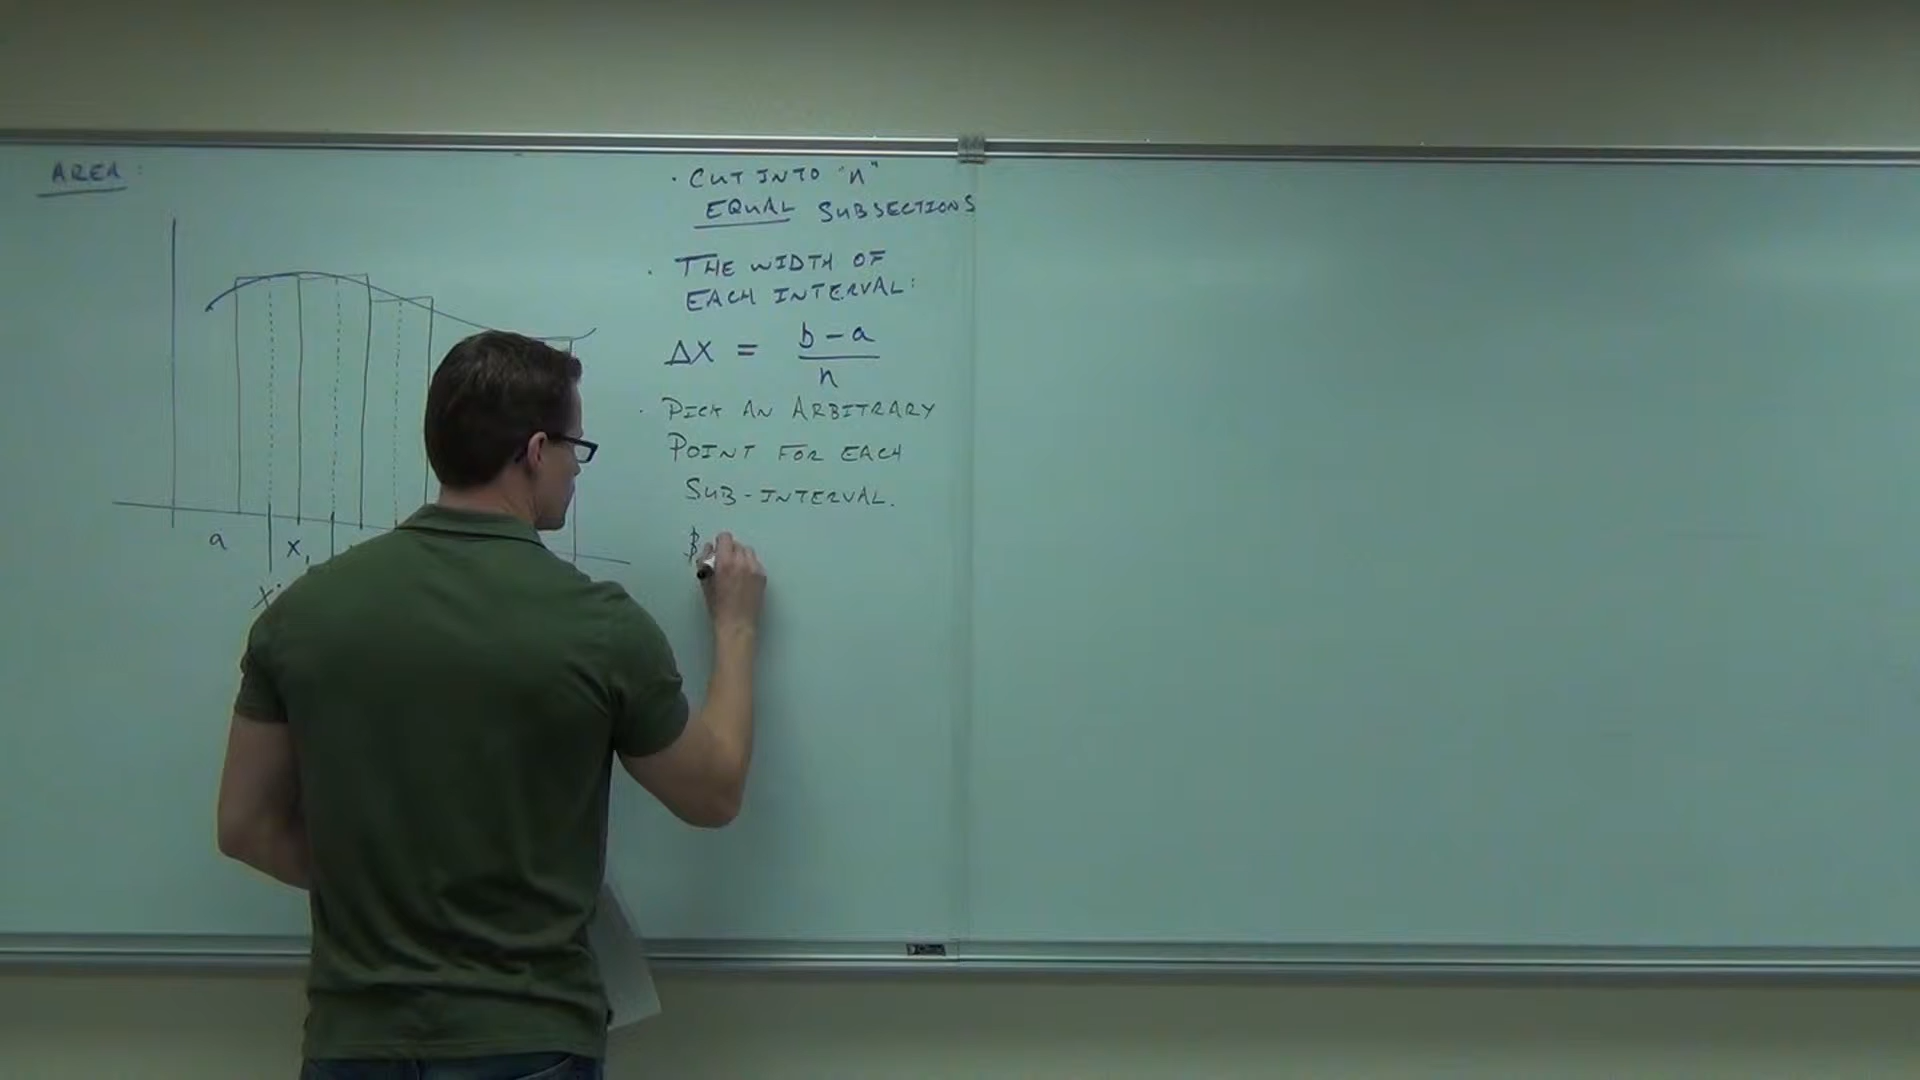 AREA:
· CUT INTO "n"
EQUAL SUBSECTIONS
· THE WIDTH OF
EACH INTERVAL:
ΔX = b - a / n
· PICK AN ARBITRARY
POINT FOR EACH
SUB-INTERVAL.
a
x₁